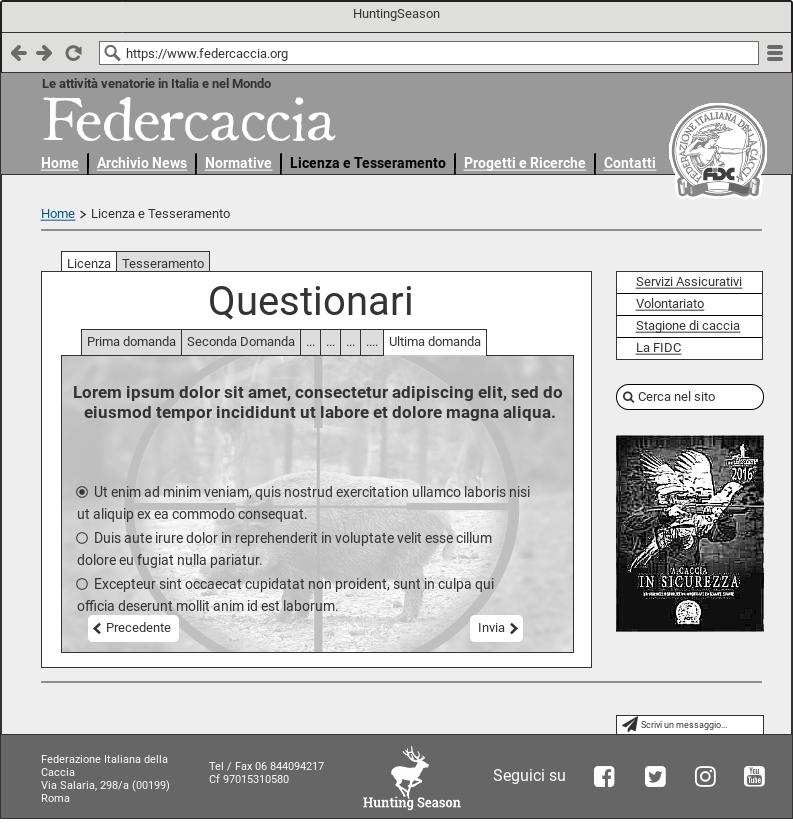 HuntingSeason
https://www.federcaccia.org
Le attività venatorie in Italia e nel Mondo
Federcaccia
Home
Archivio News
Normative
Licenza e Tesseramento
Progetti e Ricerche
Contatti
FEDERAZIONE ITALIANA DELLA CACCIA
FIDC
Home > Licenza e Tesseramento
Licenza
Tesseramento
Questionari
Prima domanda
Seconda Domanda
...
...
...
....
Ultima domanda
Lorem ipsum dolor sit amet, consectetur adipiscing elit, sed do
eiusmod tempor incididunt ut labore et dolore magna aliqua.
Ut enim ad minim veniam, quis nostrud exercitation ullamco laboris nisi
ut aliquip ex ea commodo consequat.
Duis aute irure dolor in reprehenderit in voluptate velit esse cillum
dolore eu fugiat nulla pariatur.
Excepteur sint occaecat cupidatat non proident, sunt in culpa qui
officia deserunt mollit anim id est laborum.
Precedente
Invia
Servizi Assicurativi
Volontariato
Stagione di caccia
La FIDC
Cerca nel sito
2016
A CACCIA
IN SICUREZZA
Scrivi un messaggio...
Federazione Italiana della
Caccia
Via Salaria, 298/a (00199)
Roma
Tel / Fax 06 844094217
Cf 97015310580
Hunting Season
Seguici su
You
Tube